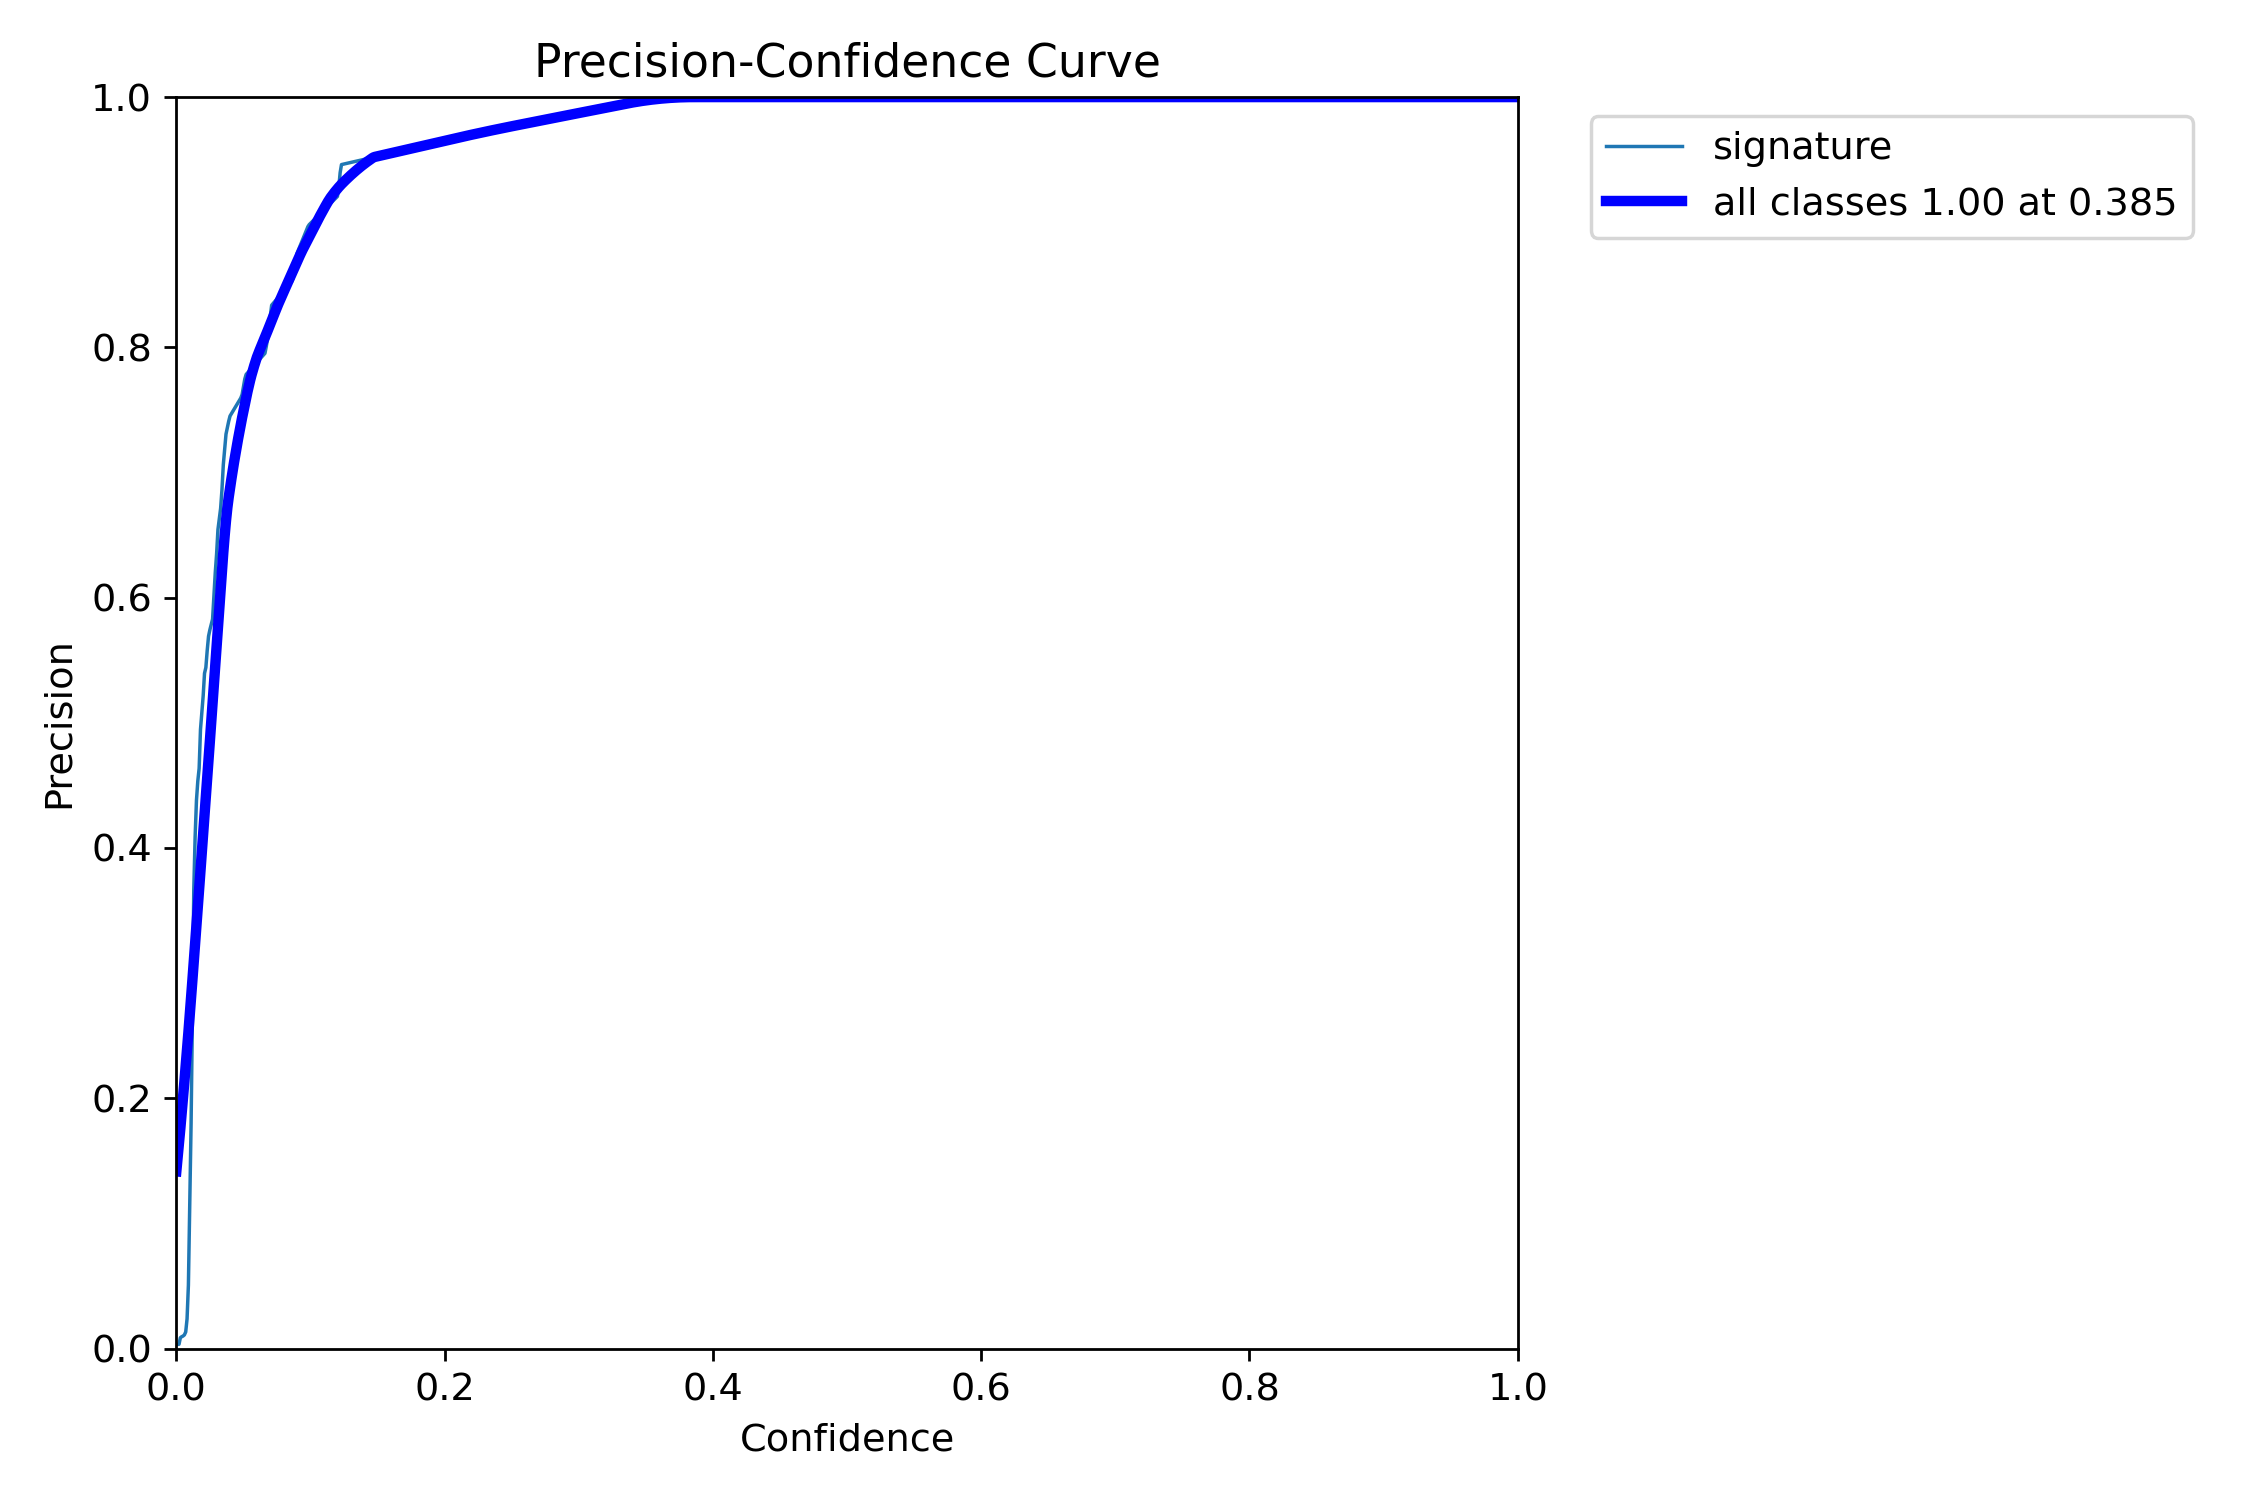 Precision-Confidence Curve
1.0
0.8
0.6
0.4
0.2
0.0
Precision
0.0 0.2 0.4 0.6 0.8 1.0
Confidence
signature
all classes 1.00 at 0.385